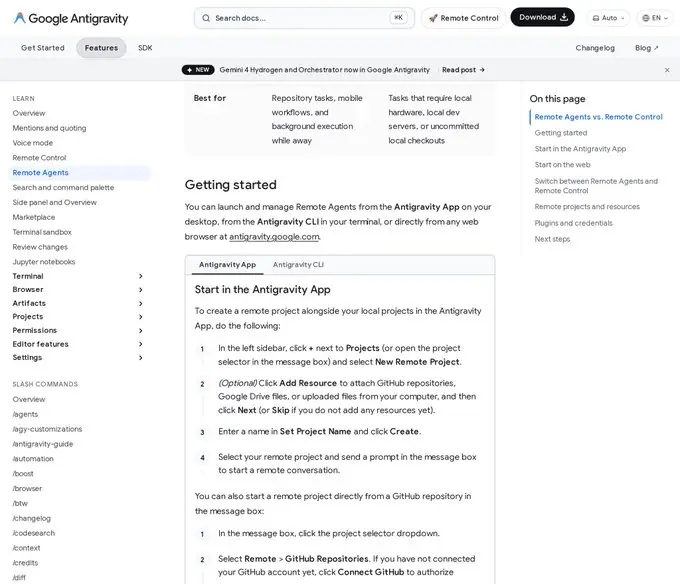 Google Antigravity
Search docs...
⌘K
🚀 Remote Control
Download
Auto
EN
Get Started
Features
SDK
Changelog
Blog ↗
NEW
Gemini 4 Hydrogen and Orchestrator now in Google Antigravity
Read post →
LEARN
Overview
Mentions and quoting
Voice mode
Remote Control
Remote Agents
Search and command palette
Side panel and Overview
Marketplace
Terminal sandbox
Review changes
Jupyter notebooks
Terminal
Browser
Artifacts
Projects
Permissions
Editor features
Settings
SLASH COMMANDS
Overview
/agents
/agy-customizations
/antigravity-guide
/automation
/boost
/browser
/btw
/changelog
/codesearch
/context
/credits
/diff
Best for
Repository tasks, mobile
workflows, and
background execution
while away
Tasks that require local
hardware, local dev
servers, or uncommitted
local checkouts
Getting started
You can launch and manage Remote Agents from the Antigravity App on your
desktop, from the Antigravity CLI in your terminal, or directly from any web
browser at antigravity.google.com.
Antigravity App
Antigravity CLI
Start in the Antigravity App
To create a remote project alongside your local projects in the Antigravity
App, do the following:
1 In the left sidebar, click + next to Projects (or open the project
selector in the message box) and select New Remote Project.
2 (Optional) Click Add Resource to attach GitHub repositories,
Google Drive files, or uploaded files from your computer, and then
click Next (or Skip if you do not add any resources yet).
3 Enter a name in Set Project Name and click Create.
4 Select your remote project and send a prompt in the message box
to start a remote conversation.
You can also start a remote project directly from a GitHub repository in
the message box:
1 In the message box, click the project selector dropdown.
2 Select Remote > GitHub Repositories. If you have not connected
your GitHub account yet, click Connect GitHub to authorize
On this page
Remote Agents vs. Remote Control
Getting started
Start in the Antigravity App
Start on the web
Switch between Remote Agents and
Remote Control
Remote projects and resources
Plugins and credentials
Next steps